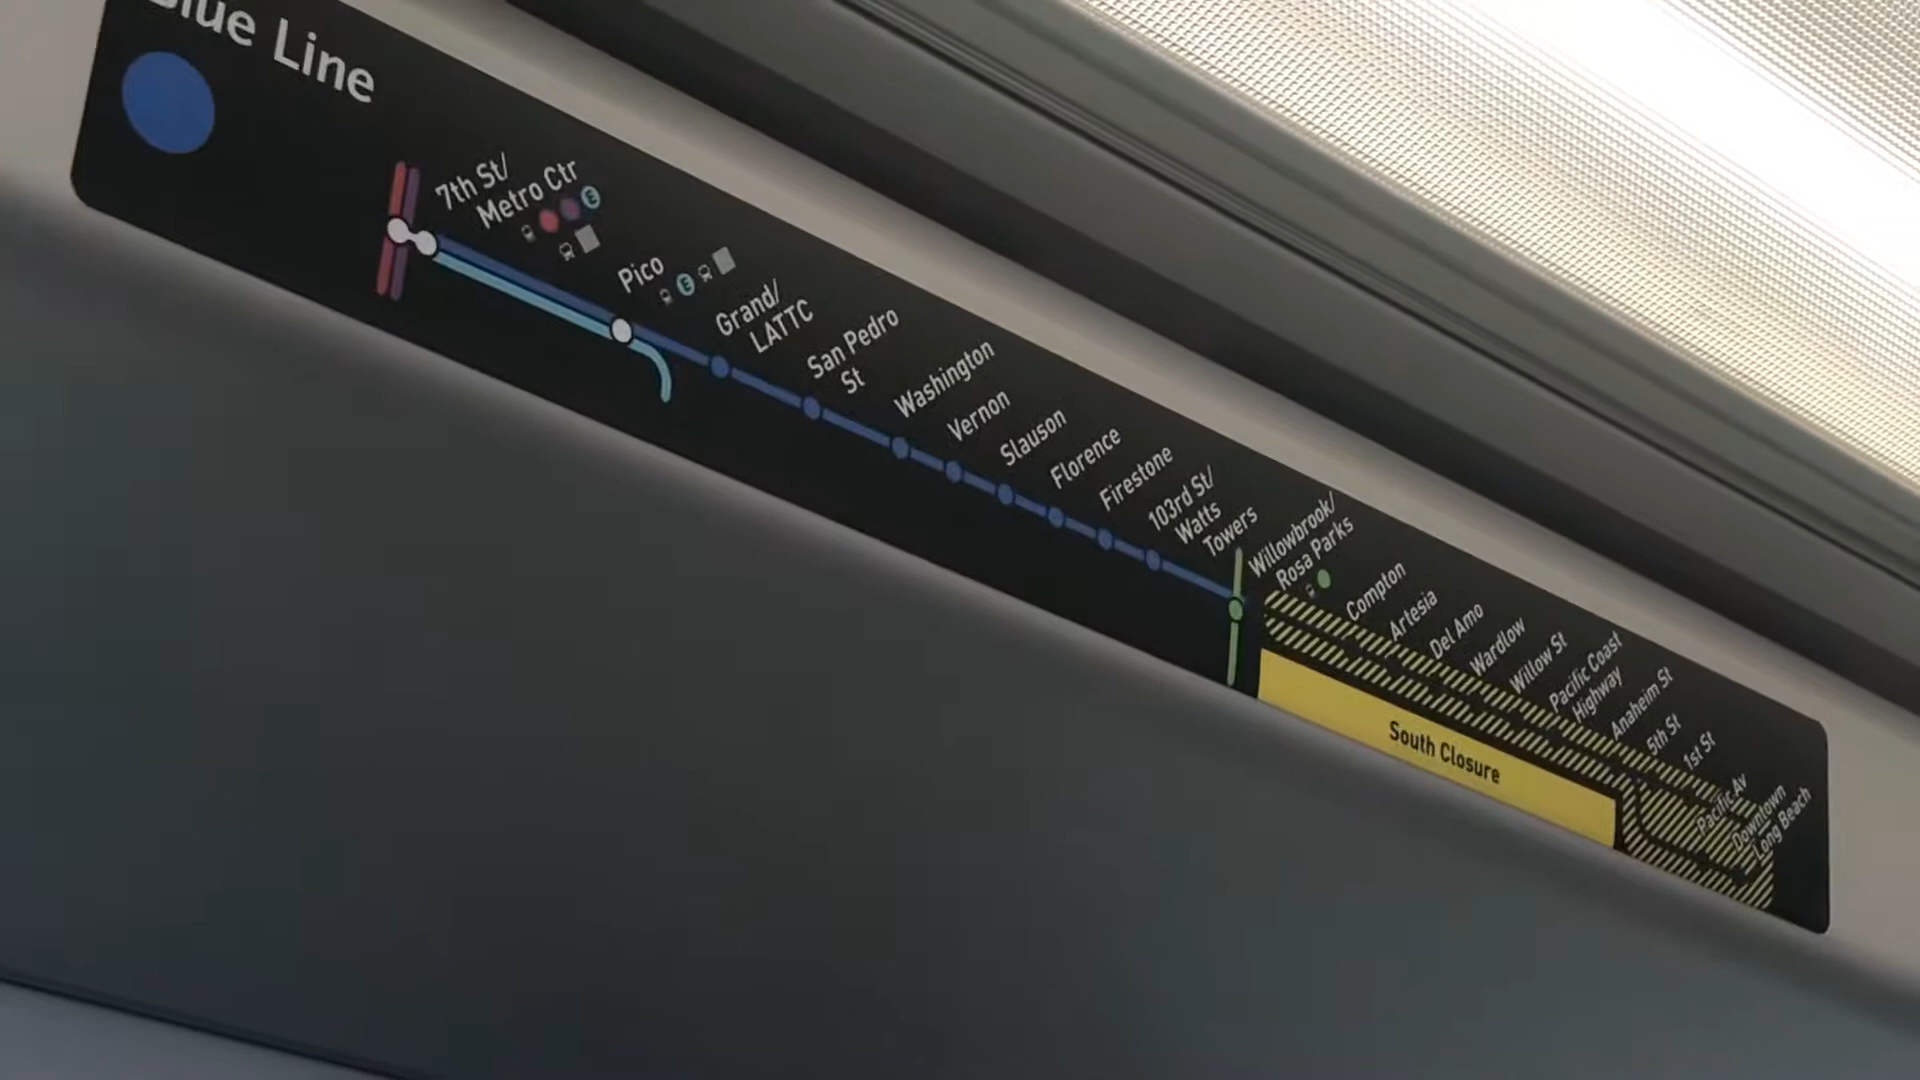 Blue Line
7th St/
Metro Ctr
E
Pico
E
Grand/
LATTC
San Pedro
St
Washington
Vernon
Slauson
Florence
Firestone
103rd St/
Watts
Towers
Willowbrook/
Rosa Parks
Compton
Artesia
Del Amo
Wardlow
Willow St
Pacific Coast
Highway
Anaheim St
5th St
1st St
Pacific Av
Downtown
Long Beach
South Closure